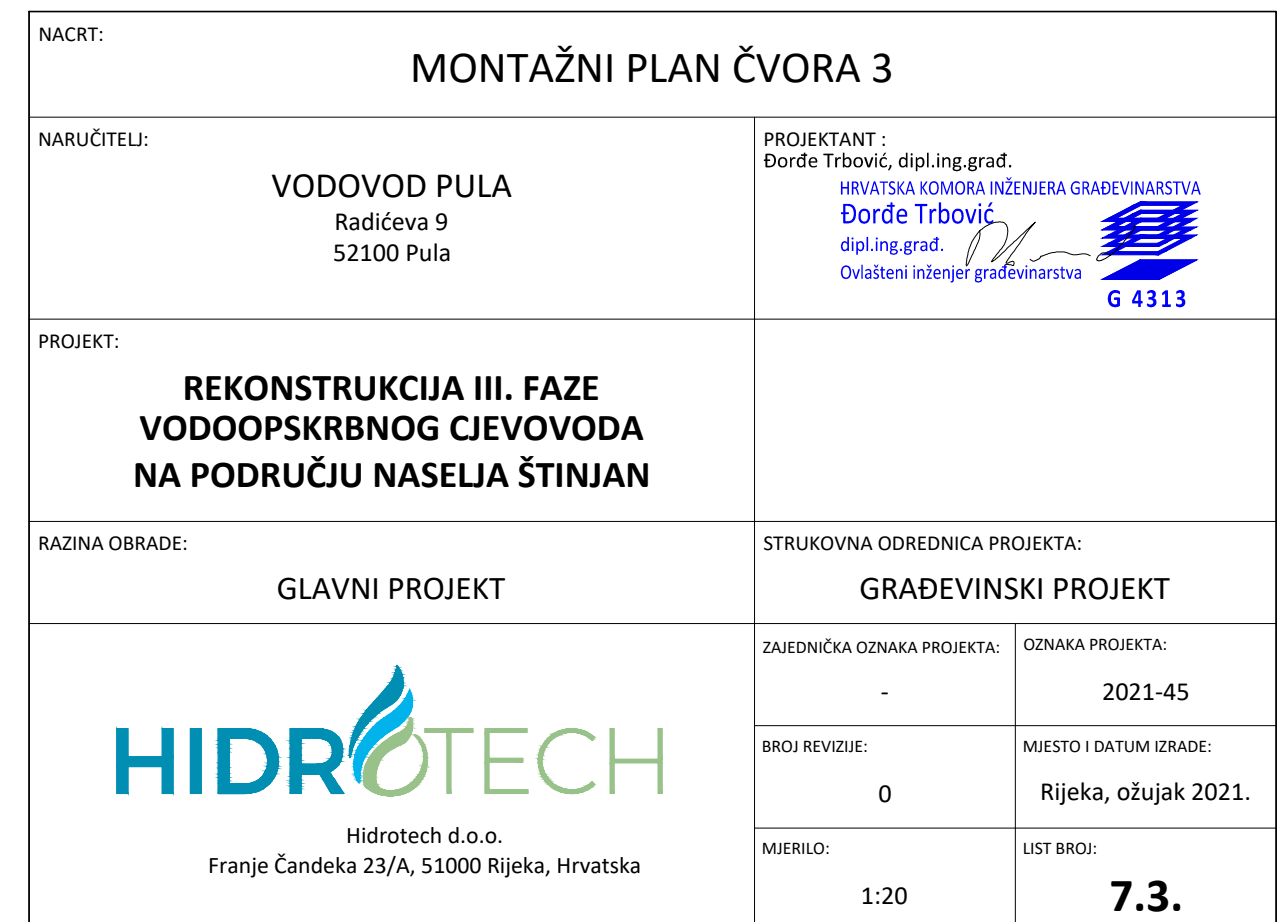 NACRT:
MONTAŽNI PLAN ČVORA 3
NARUČITELJ:
VODOVOD PULA
Radićeva 9
52100 Pula
PROJEKTANT :
Đorđe Trbović, dipl.ing.građ.
HRVATSKA KOMORA INŽENJERA GRAĐEVINARSTVA
Đorđe Trbović
dipl.ing.građ.
Ovlašteni inženjer građevinarstva
G 4313
PROJEKT:
REKONSTRUKCIJA III. FAZE
VODOOPSKRBNOG CJEVOVODA
NA PODRUČJU NASELJA ŠTINJAN
RAZINA OBRADE:
GLAVNI PROJEKT
STRUKOVNA ODREDNICA PROJEKTA:
GRAĐEVINSKI PROJEKT
HIDROTECH
Hidrotech d.o.o.
Franje Čandeka 23/A, 51000 Rijeka, Hrvatska
ZAJEDNIČKA OZNAKA PROJEKTA:
-
OZNAKA PROJEKTA:
2021-45
BROJ REVIZIJE:
0
MJESTO I DATUM IZRADE:
Rijeka, ožujak 2021.
MJERILO:
1:20
LIST BROJ:
7.3.